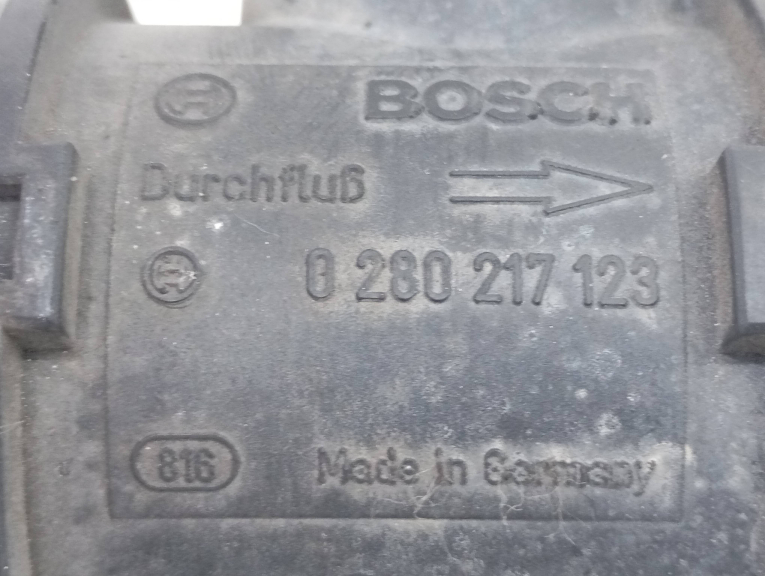 BOSCH
Durchfluß
0 280 217 123
816 Made in Germany